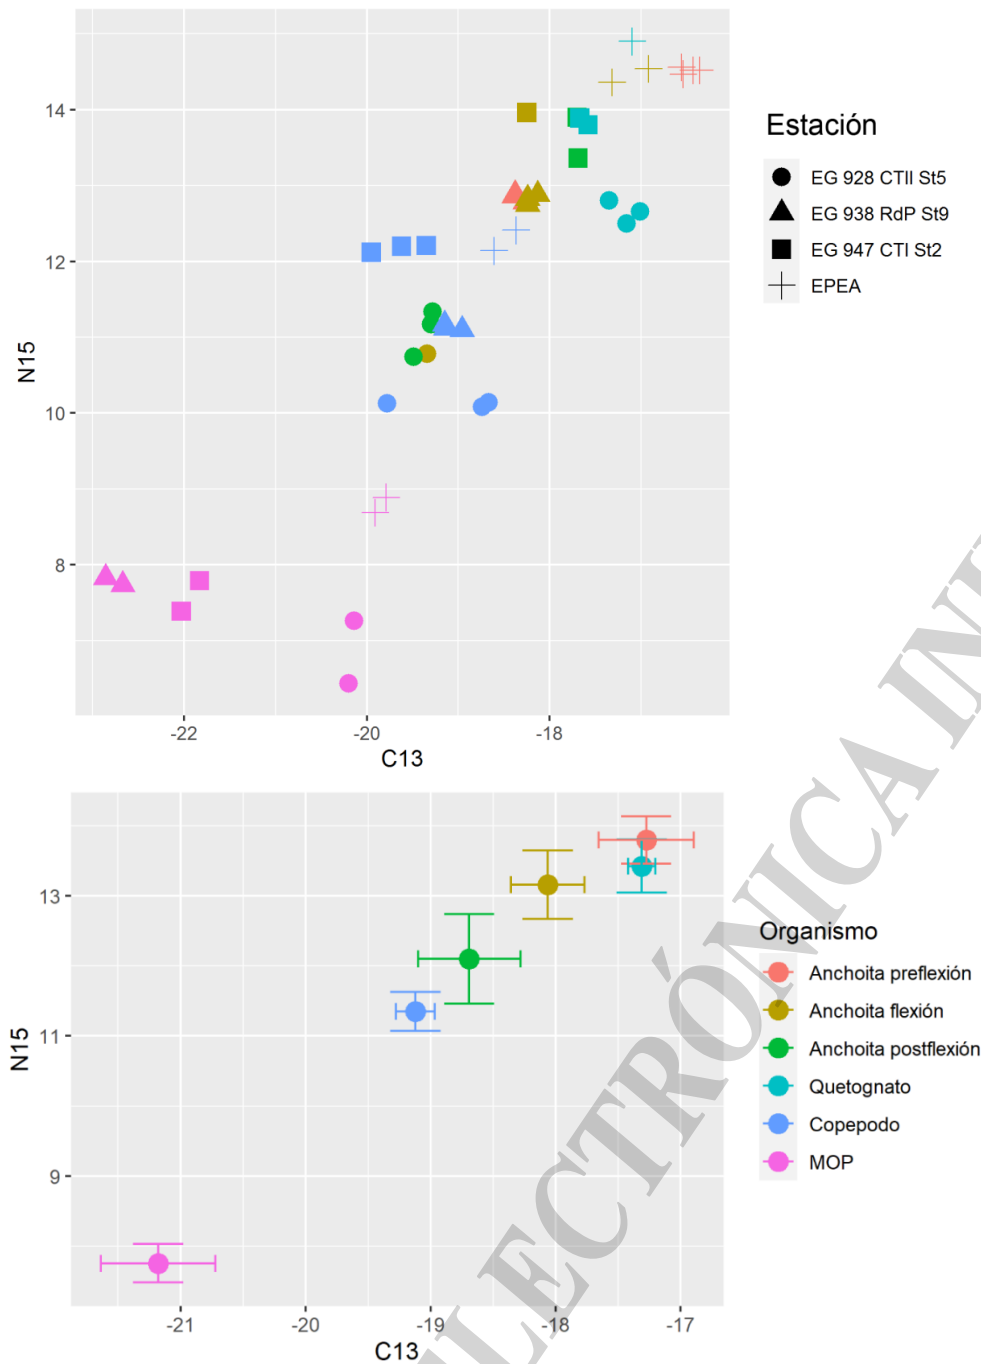 14
12
10
8
N15
-22
-20
-18
C13
Estación
EG 928 CTII St5
EG 938 RdP St9
EG 947 CTI St2
EPEA
13
11
9
N15
-21
-20
-19
-18
-17
C13
Organismo
Anchoita preflexión
Anchoita flexión
Anchoita postflexión
Quetognato
Copepodo
MOP
LECTRÓNICA IN